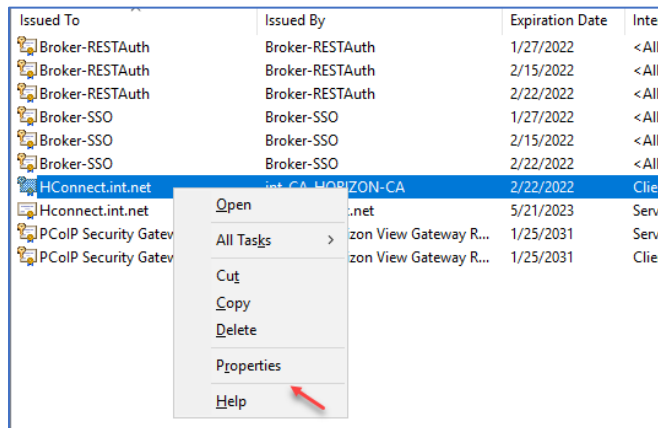 Issued To Issued By Expiration Date Inte
Broker-RESTAuth Broker-RESTAuth 1/27/2022 <All
Broker-RESTAuth Broker-RESTAuth 2/15/2022 <All
Broker-RESTAuth Broker-RESTAuth 2/22/2022 <All
Broker-SSO Broker-SSO 1/27/2022 <All
Broker-SSO Broker-SSO 2/15/2022 <All
Broker-SSO Broker-SSO 2/22/2022 <All
HConnect.int.net int-CA-HORIZON-CA 2/22/2022 Clie
Hconnect.int.net .net 5/21/2023 Serv
PCoIP Security Gatew zon View Gateway R... 1/25/2031 Serv
PCoIP Security Gatew izon View Gateway R... 1/25/2031 Clie
Open
All Tasks >
Cut
Copy
Delete
Properties
Help